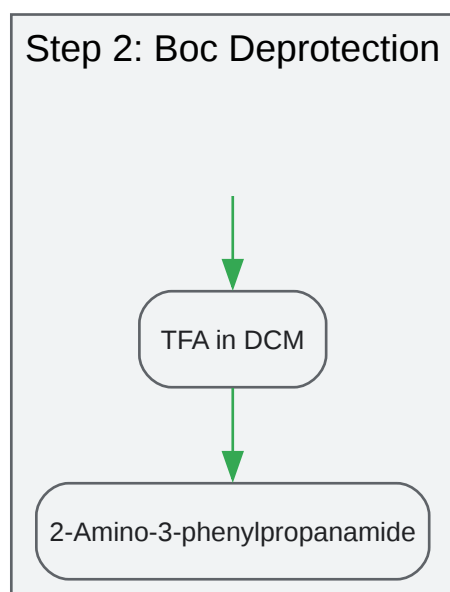 Step 2: Boc Deprotection
TFA in DCM
2-Amino-3-phenylpropanamide